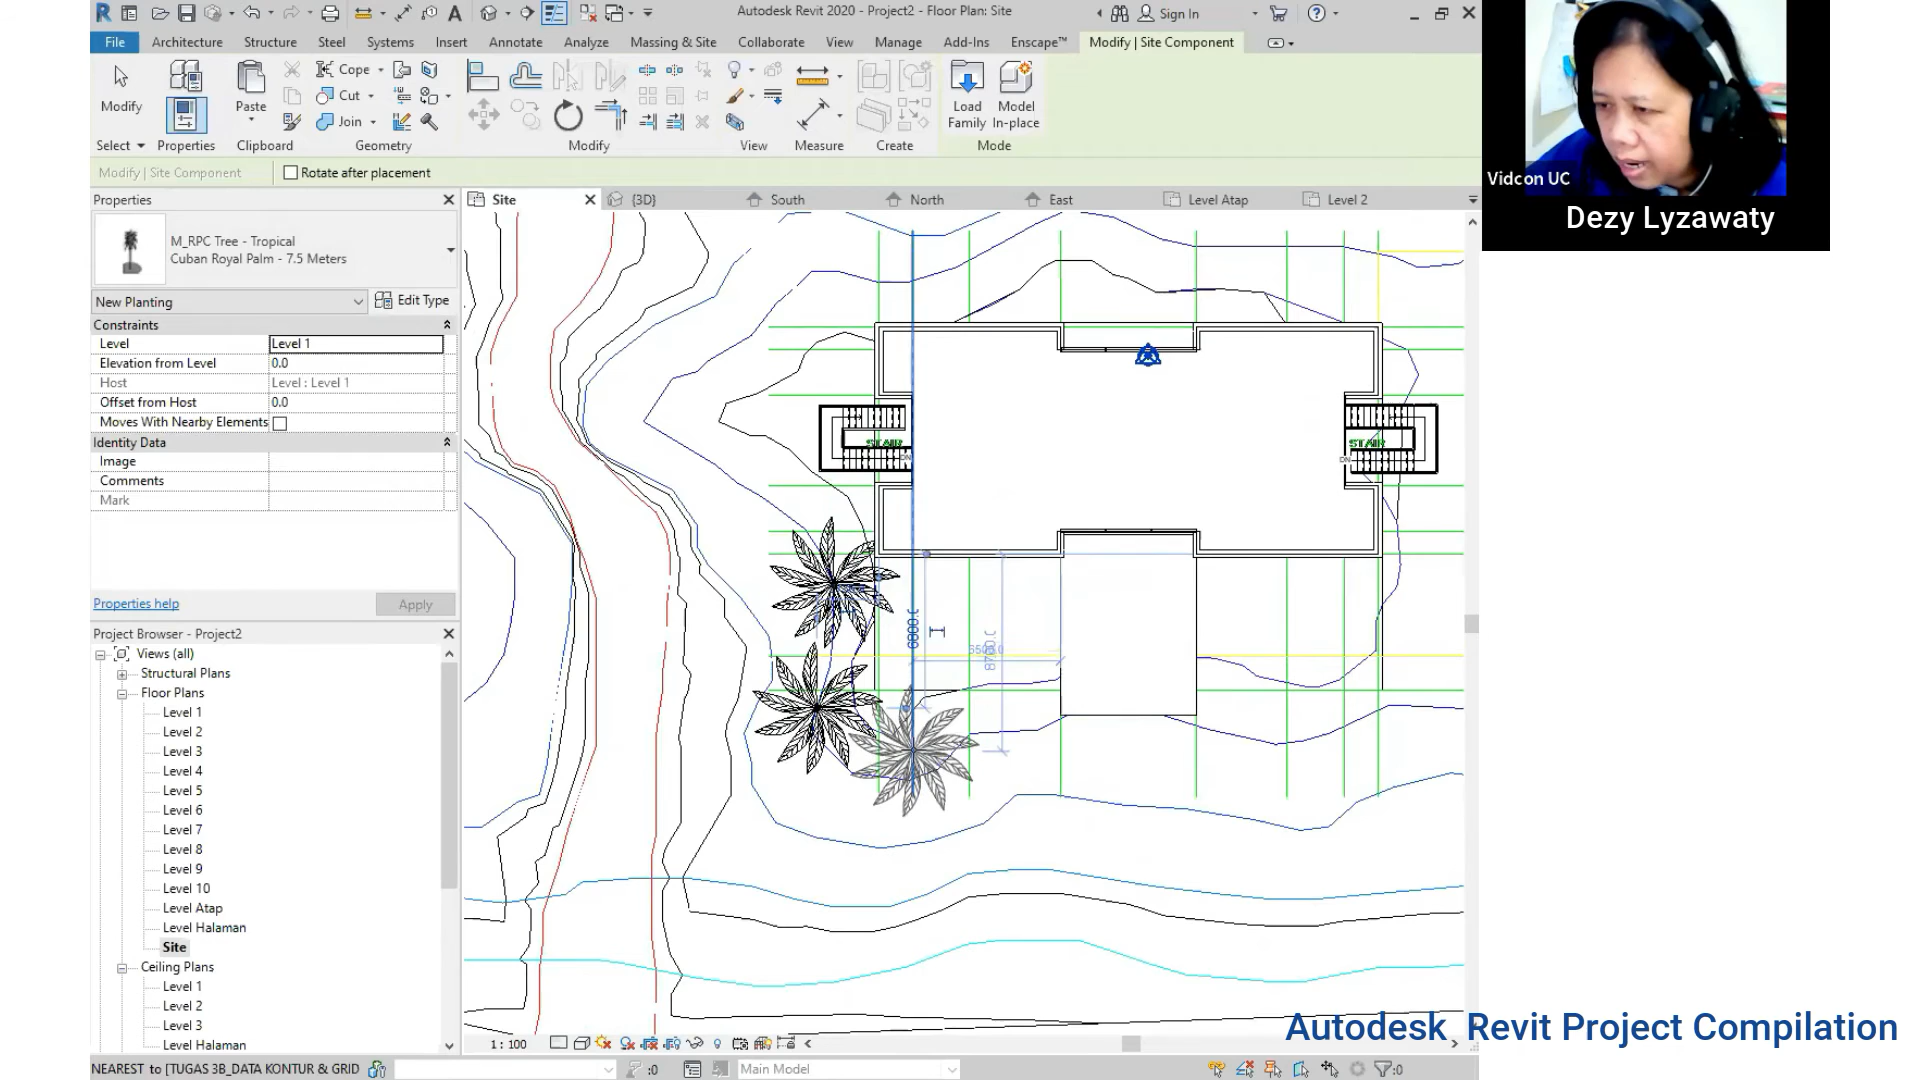 Autodesk Revit 2020 - Project2 - Floor Plan: Site
Sign In
File Architecture Structure Steel Systems Insert Annotate Analyze Massing & Site Collaborate View Manage Add-Ins Enscape™ Modify | Site Component
Modify
Paste
Cope
Cut
Join
Load Family
Model In-place
Select Properties Clipboard Geometry Modify View Measure Create Mode
Modify | Site Component Rotate after placement
Properties
Site {3D} South North East Level Atap Level 2
M_RPC Tree - Tropical
Cuban Royal Palm - 7.5 Meters
New Planting Edit Type
Constraints
Level Level 1
Elevation from Level 0.0
Host Level : Level 1
Offset from Host 0.0
Moves With Nearby Elements
Identity Data
Image
Comments
Mark
Properties help Apply
Project Browser - Project2
Views (all)
Structural Plans
Floor Plans
Level 1
Level 2
Level 3
Level 4
Level 5
Level 6
Level 7
Level 8
Level 9
Level 10
Level Atap
Level Halaman
Site
Ceiling Plans
Level 1
Level 2
Level 3
Level Halaman
STAIR
DN
STAIR
DN
1 : 100
NEAREST to [TUGAS 3B_DATA KONTUR & GRID
:0
Main Model
:0
Vidcon UC
Dezy Lyzawaty
Autodesk Revit Project Compilation